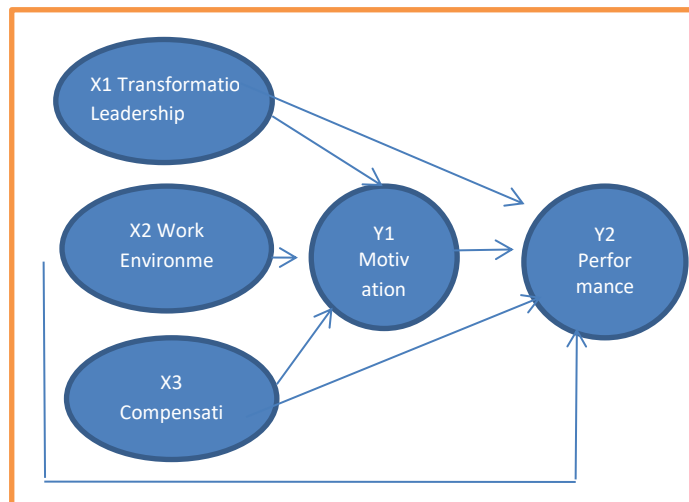 X1 Transformatio
Leadership
X2 Work
Environme
Y1
Motiv
ation
Y2
Perfor
mance
X3
Compensati